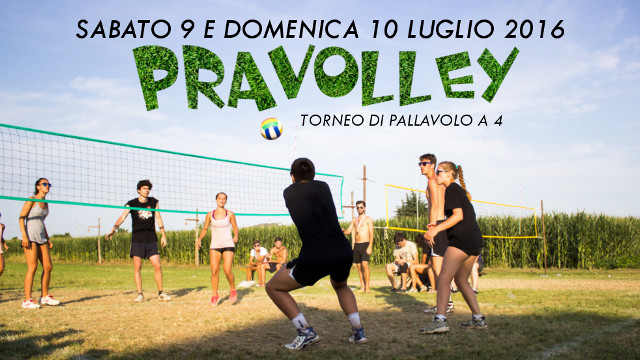 SABATO 9 E DOMENICA 10 LUGLIO 2016
PRAVOLLEY
TORNEO DI PALLAVOLO A 4